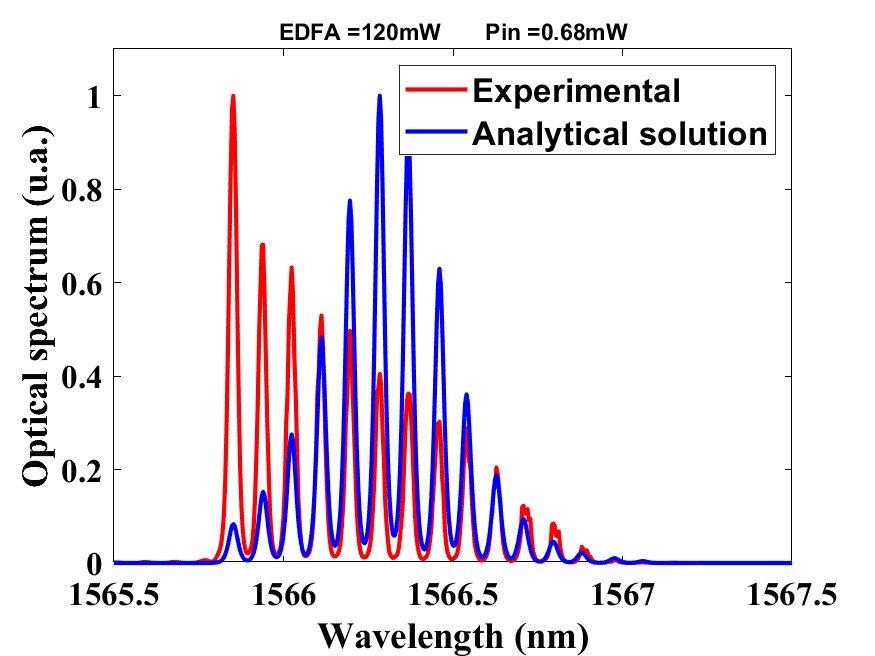 EDFA =120mW Pin =0.68mW
Experimental
Analytical solution
Optical spectrum (u.a.)
1
0.8
0.6
0.4
0.2
0
1565.5 1566 1566.5 1567 1567.5
Wavelength (nm)